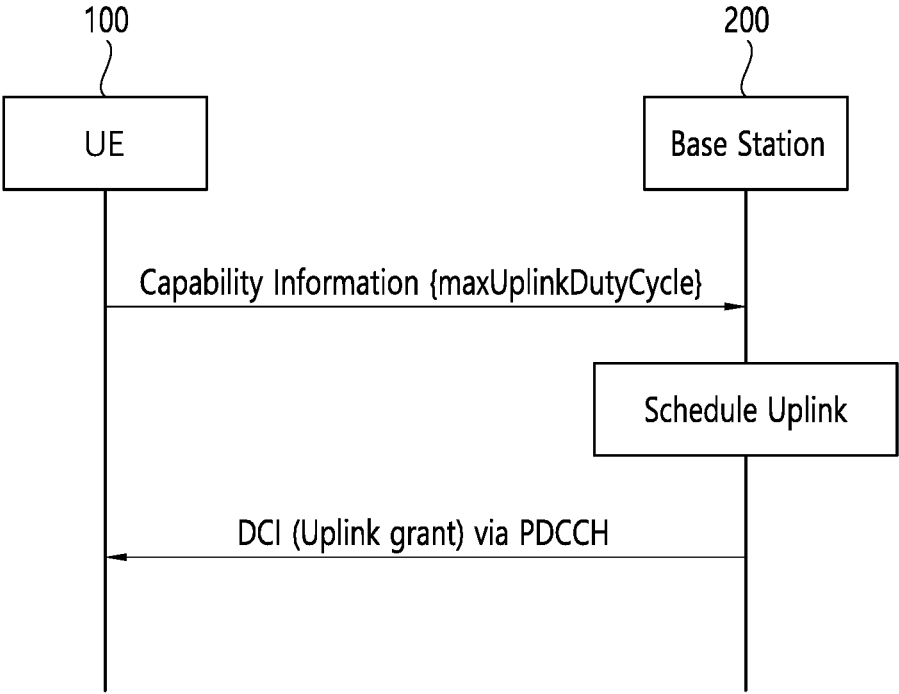 100
200
UE
Base Station
Capability Information {maxUplinkDutyCycle}
Schedule Uplink
DCI (Uplink grant) via PDCCH